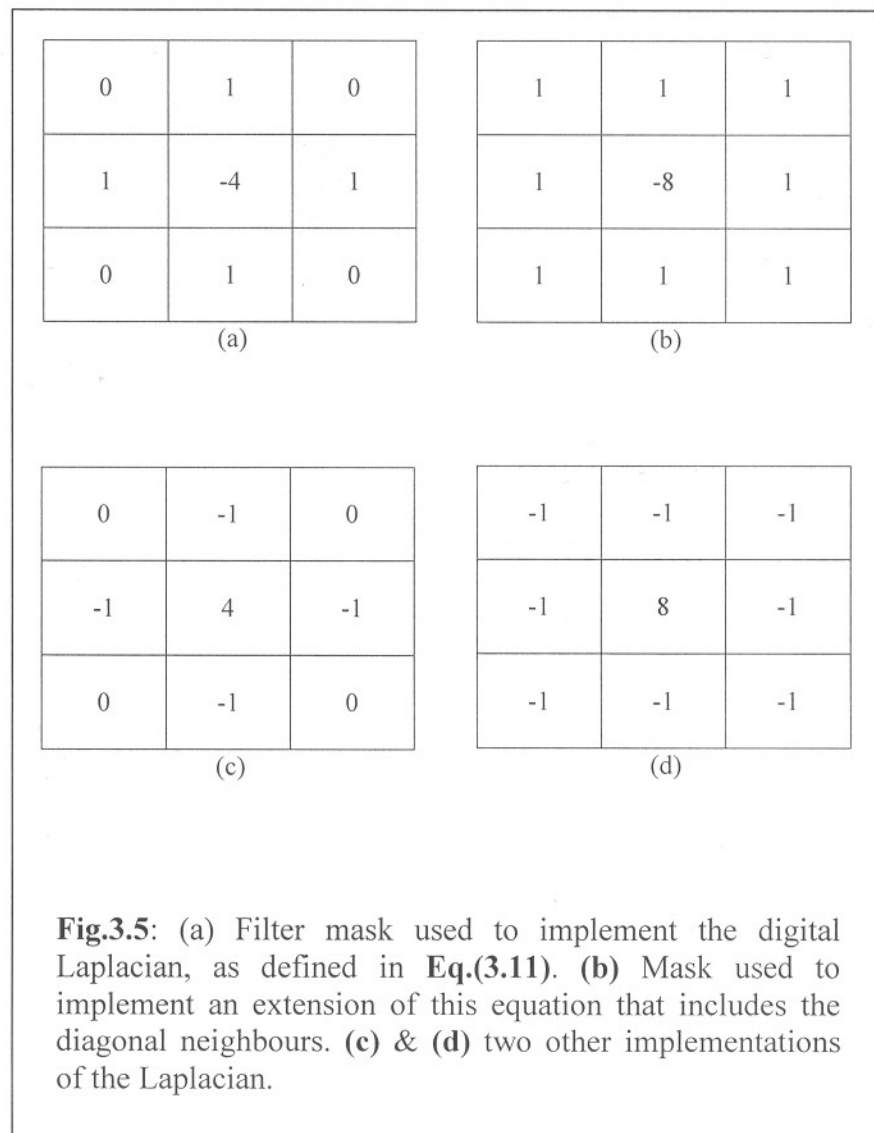 0 1 0
1 -4 1
0 1 0
(a)
1 1 1
1 -8 1
1 1 1
(b)
0 -1 0
-1 4 -1
0 -1 0
(c)
-1 -1 -1
-1 8 -1
-1 -1 -1
(d)
Fig.3.5: (a) Filter mask used to implement the digital
Laplacian, as defined in Eq.(3.11). (b) Mask used to
implement an extension of this equation that includes the
diagonal neighbours. (c) & (d) two other implementations
of the Laplacian.